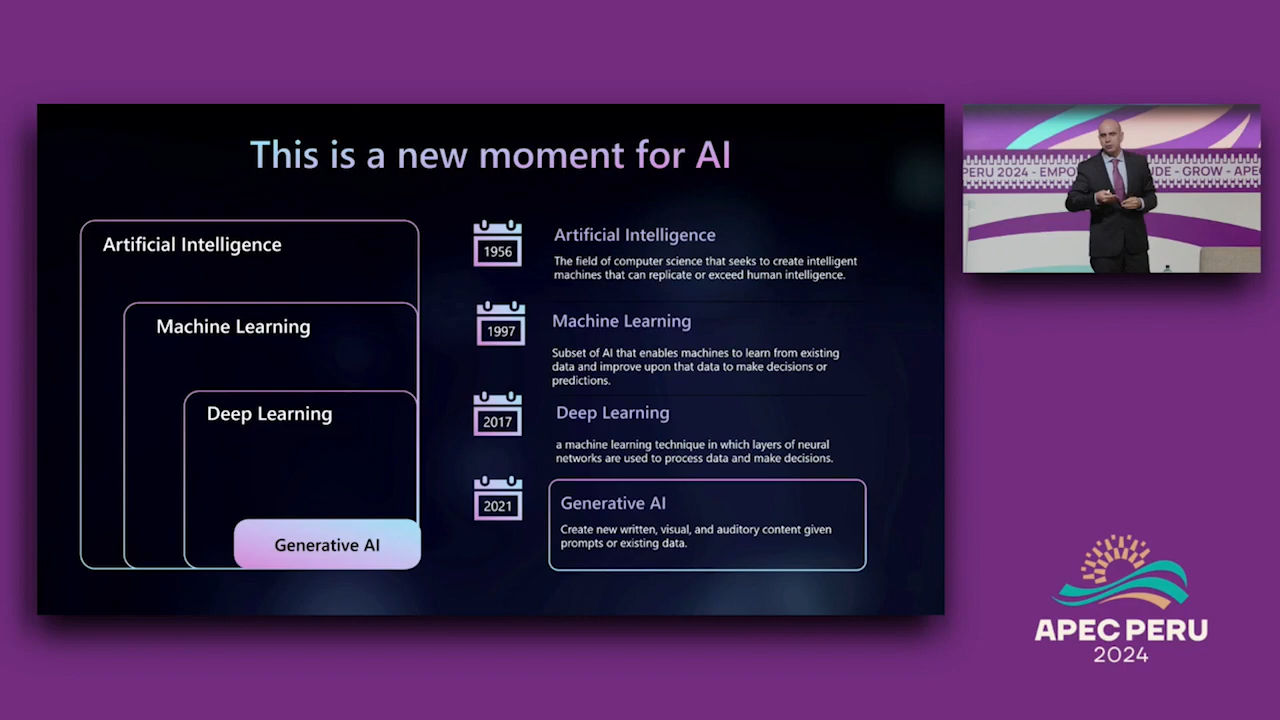 This is a new moment for AI
Artificial Intelligence
Machine Learning
Deep Learning
Generative AI
1956
Artificial Intelligence
The field of computer science that seeks to create intelligent
machines that can replicate or exceed human intelligence.
1997
Machine Learning
Subset of AI that enables machines to learn from existing
data and improve upon that data to make decisions or
predictions.
2017
Deep Learning
a machine learning technique in which layers of neural
networks are used to process data and make decisions.
2021
Generative AI
Create new written, visual, and auditory content given
prompts or existing data.
PERU 2024 - EMPO UDE - GROW - APEC
APEC PERU
2024